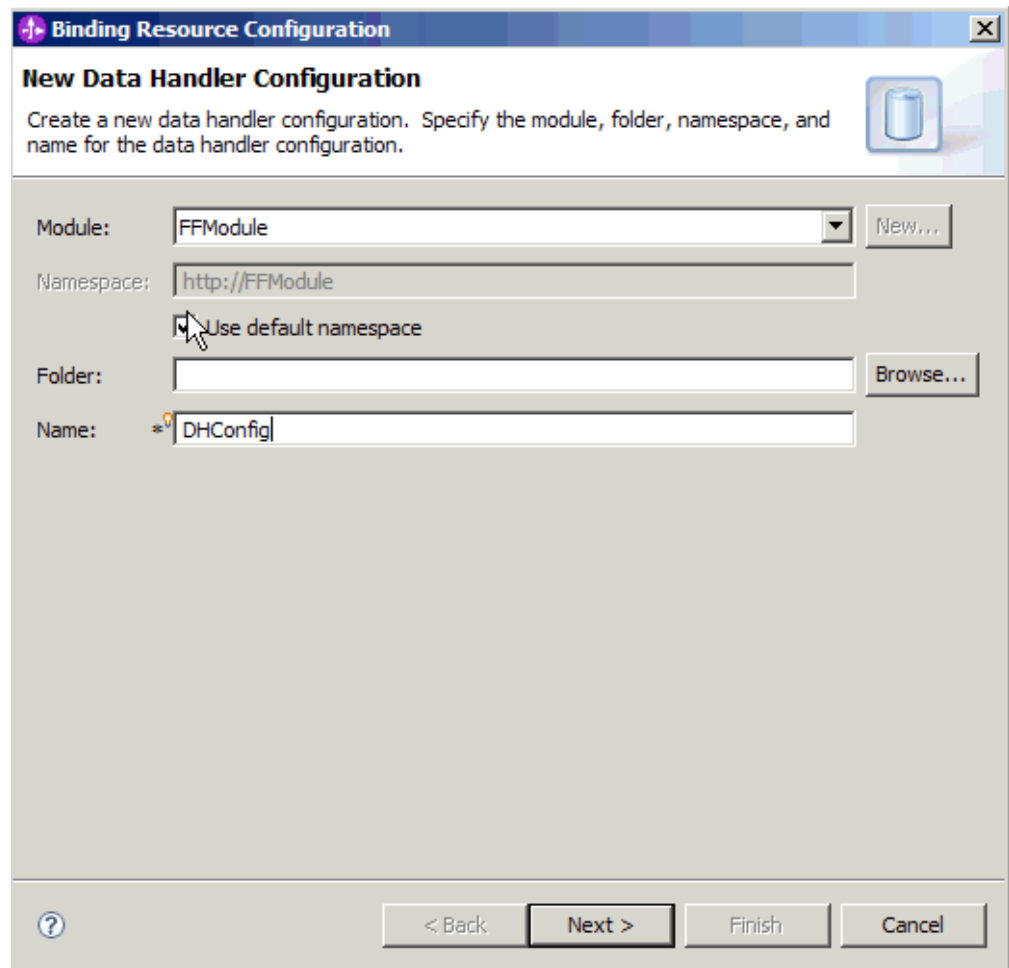 Binding Resource Configuration
New Data Handler Configuration
Create a new data handler configuration. Specify the module, folder, namespace, and
name for the data handler configuration.
Module: FFModule New...
Namespace: http://FFModule
Use default namespace
Folder: Browse...
Name: * DHConfig
< Back Next > Finish Cancel